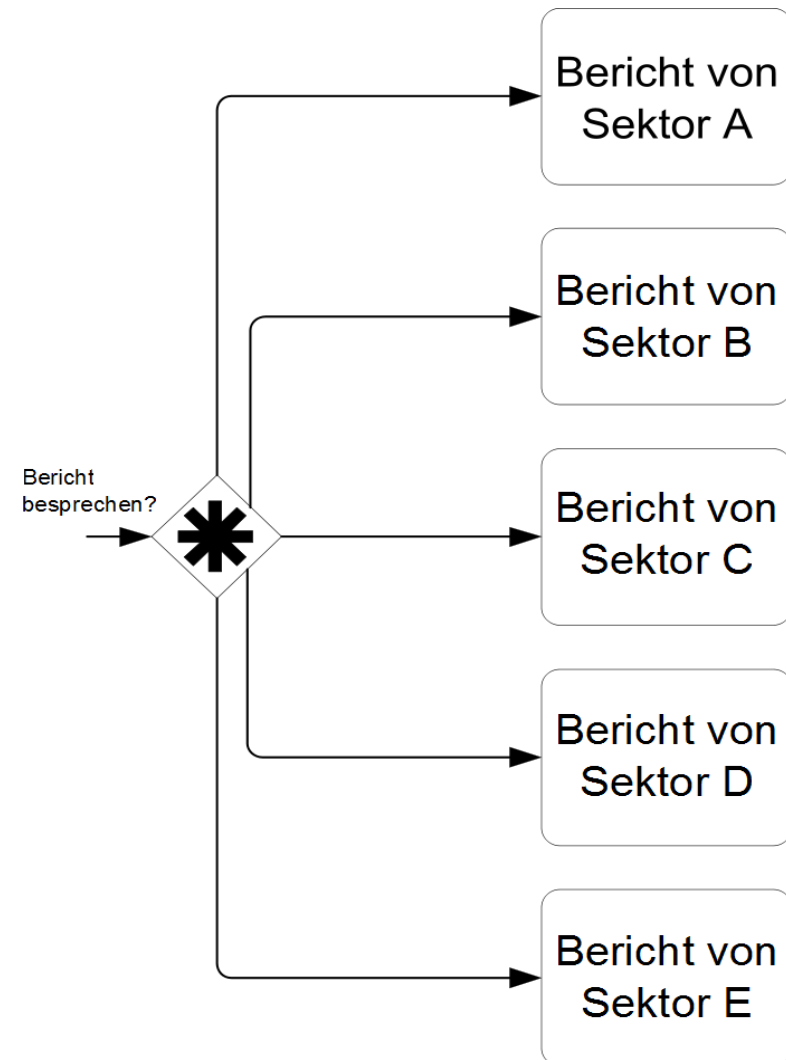 Bericht von
Sektor A
Bericht von
Sektor B
Bericht
besprechen?
Bericht von
Sektor C
Bericht von
Sektor D
Bericht von
Sektor E